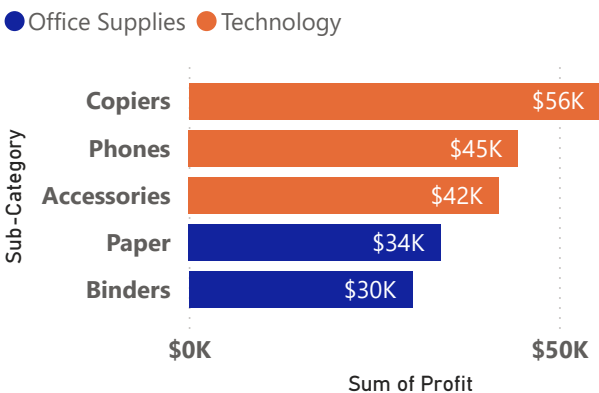 Office Supplies Technology
Sub-Category
Copiers $56K
Phones $45K
Accessories $42K
Paper $34K
Binders $30K
$0K $50K
Sum of Profit